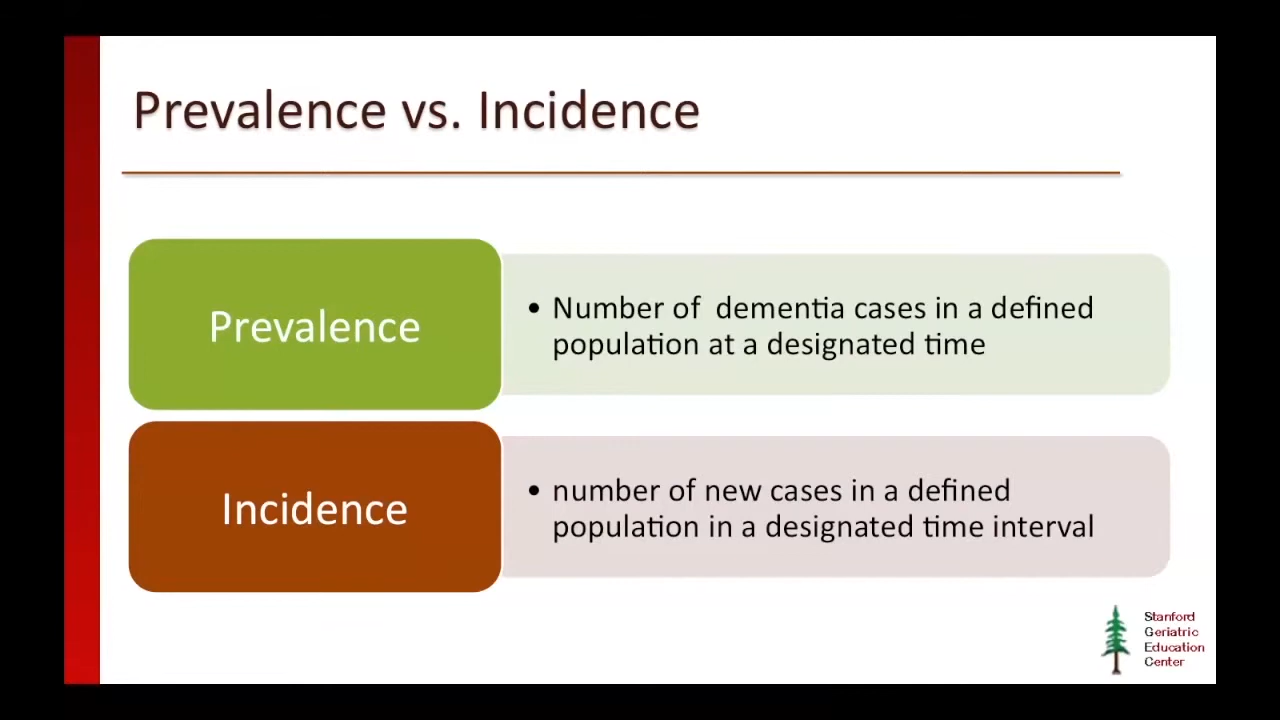 Prevalence vs. Incidence
Prevalence
• Number of  dementia cases in a defined
population at a designated time
Incidence
• number of new cases in a defined
population in a designated time interval
Stanford
Geriatric
Education
Center